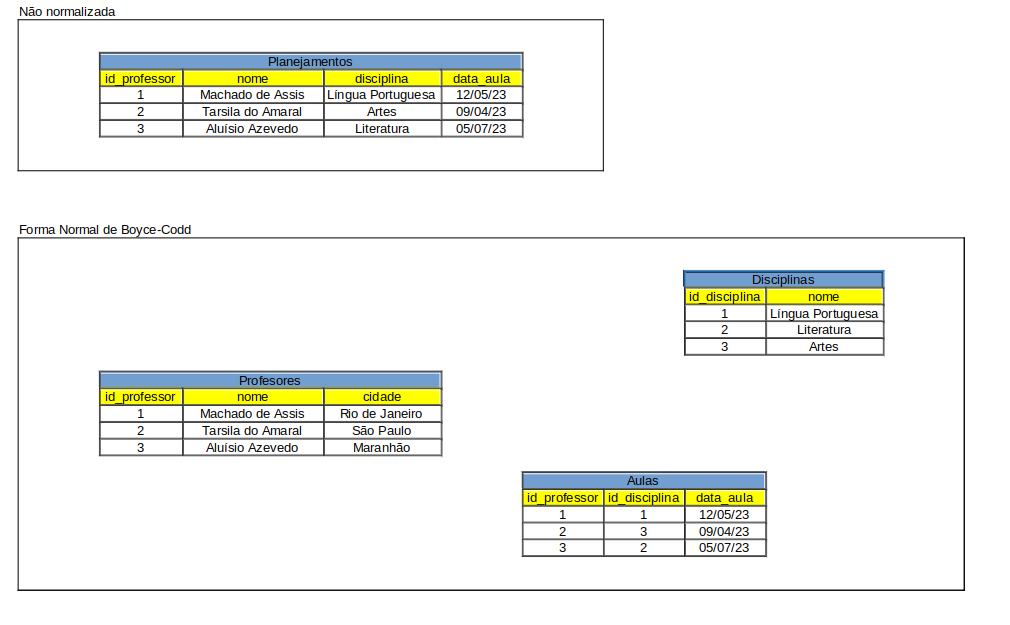 Não normalizada
Planejamentos
id_professor nome disciplina data_aula
1 Machado de Assis Língua Portuguesa 12/05/23
2 Tarsila do Amaral Artes 09/04/23
3 Aluísio Azevedo Literatura 05/07/23
Forma Normal de Boyce-Codd
Disciplinas
id_disciplina nome
1 Língua Portuguesa
2 Literatura
3 Artes
Profesores
id_professor nome cidade
1 Machado de Assis Rio de Janeiro
2 Tarsila do Amaral São Paulo
3 Aluísio Azevedo Maranhão
Aulas
id_professor id_disciplina data_aula
1 1 12/05/23
2 3 09/04/23
3 2 05/07/23